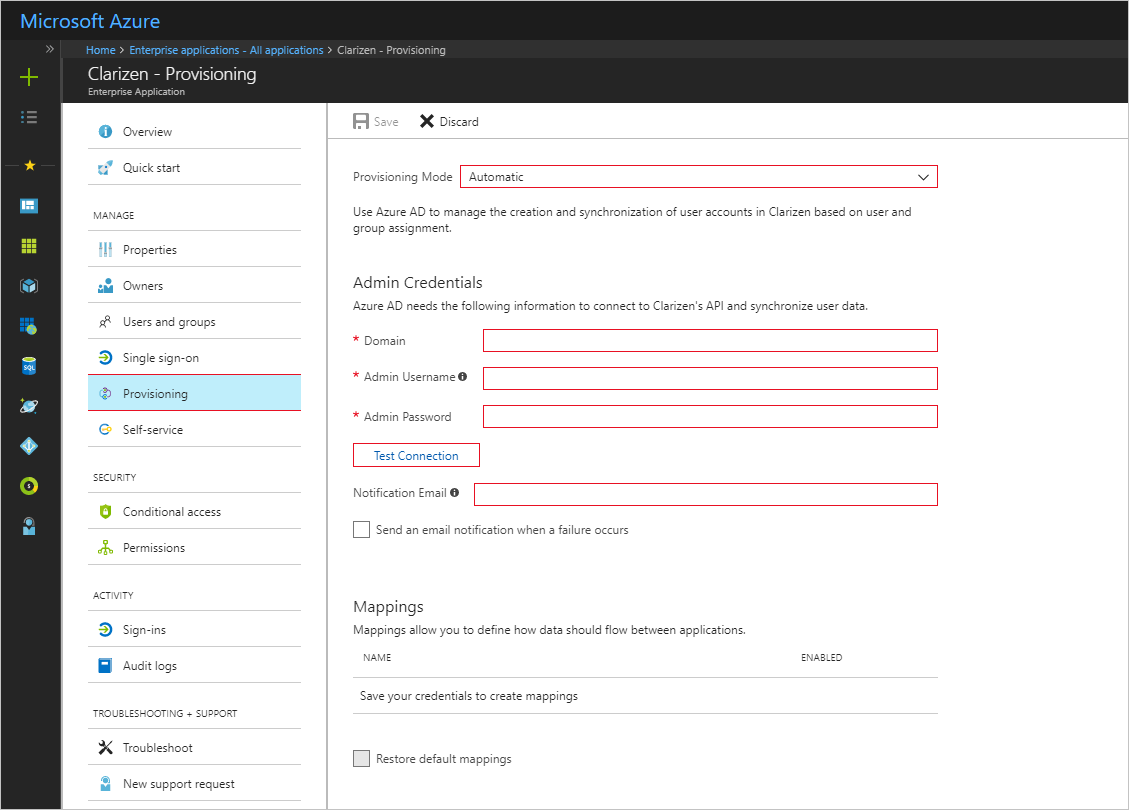 Microsoft Azure
Home > Enterprise applications - All applications > Clarizen - Provisioning
Clarizen - Provisioning
Enterprise Application
Overview
Quick start
MANAGE
Properties
Owners
Users and groups
Single sign-on
Provisioning
Self-service
SECURITY
Conditional access
Permissions
ACTIVITY
Sign-ins
Audit logs
TROUBLESHOOTING + SUPPORT
Troubleshoot
New support request
Save Discard
Provisioning Mode Automatic
Use Azure AD to manage the creation and synchronization of user accounts in Clarizen based on user and
group assignment.
Admin Credentials
Azure AD needs the following information to connect to Clarizen's API and synchronize user data.
* Domain
* Admin Username
* Admin Password
Test Connection
Notification Email
Send an email notification when a failure occurs
Mappings
Mappings allow you to define how data should flow between applications.
NAME ENABLED
Save your credentials to create mappings
Restore default mappings
SQL